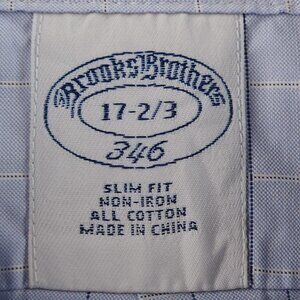 Brooks Brothers
17-2/3
346
SLIM FIT
NON-IRON
ALL COTTON
MADE IN CHINA